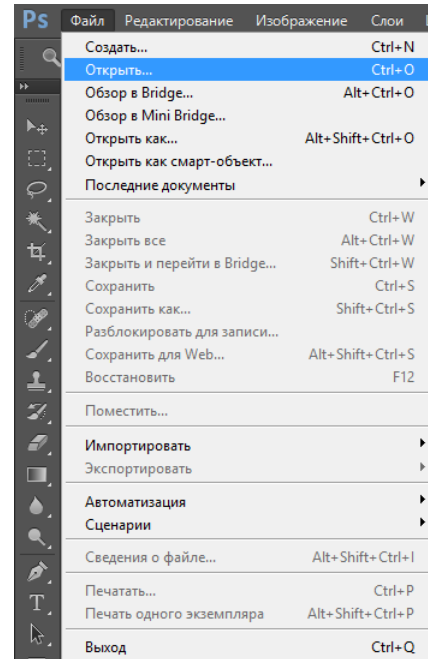 Ps Файл Редактирование Изображение Слои
Создать... Ctrl+N
Открыть... Ctrl+O
Обзор в Bridge... Alt+Ctrl+O
Обзор в Mini Bridge...
Открыть как... Alt+Shift+Ctrl+O
Открыть как смарт-объект...
Последние документы
Закрыть Ctrl+W
Закрыть все Alt+Ctrl+W
Закрыть и перейти в Bridge... Shift+Ctrl+W
Сохранить Ctrl+S
Сохранить как... Shift+Ctrl+S
Разблокировать для записи...
Сохранить для Web... Alt+Shift+Ctrl+S
Восстановить F12
Поместить...
Импортировать
Экспортировать
Автоматизация
Сценарии
Сведения о файле... Alt+Shift+Ctrl+I
Печатать... Ctrl+P
Печать одного экземпляра Alt+Shift+Ctrl+P
T
Выход Ctrl+Q